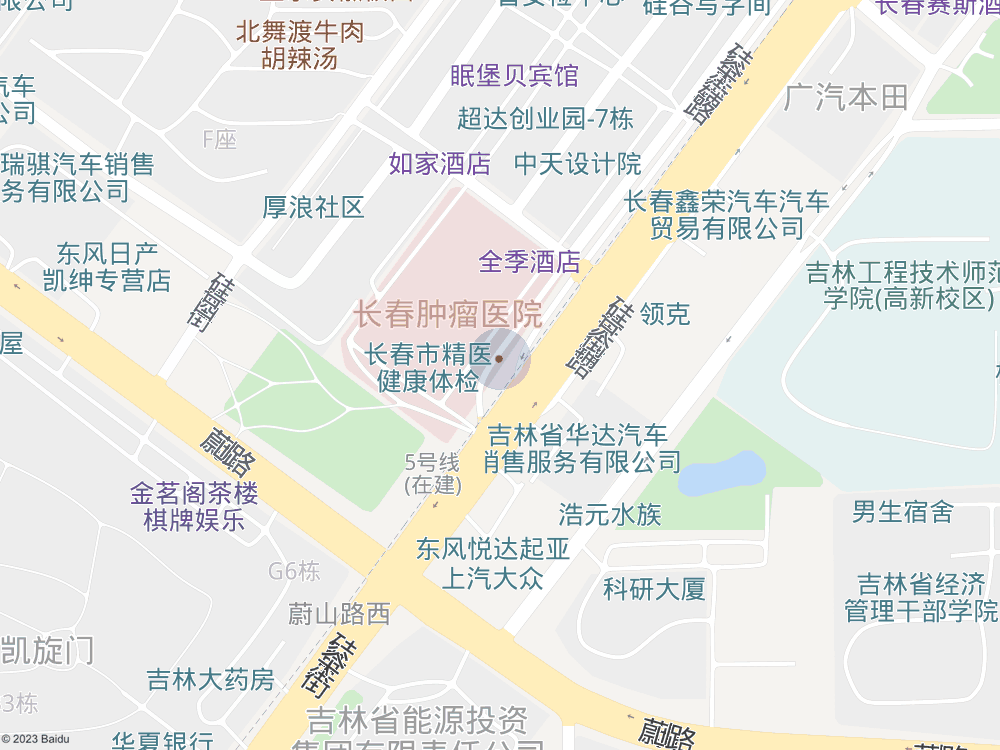 硅谷与子间
长春赛斯酒
北舞渡牛肉
胡辣汤
眠堡贝宾馆
广汽本田
汽车
公司
超达创业园-7栋
F座
瑞骐汽车销售
务有限公司
如家酒店
中天设计院
厚浪社区
长春鑫荣汽车汽车
贸易有限公司
东风日产
凯绅专营店
全季酒店
吉林工程技术师范
学院(高新校区)
长春肿瘤医院
领克
屋
长春市精医
健康体检
蔚山路
吉林省华达汽车
销售服务有限公司
5号线
(在建)
金茗阁茶楼
棋牌娱乐
浩元水族
男生宿舍
东风悦达起亚
上汽大众
G6栋
科研大厦
吉林省经济
管理干部学院
蔚山路西
凯旋门
吉林大药房
3栋
吉林省能源投资
集团有限责任公司
华夏银行
© 2023 Baidu